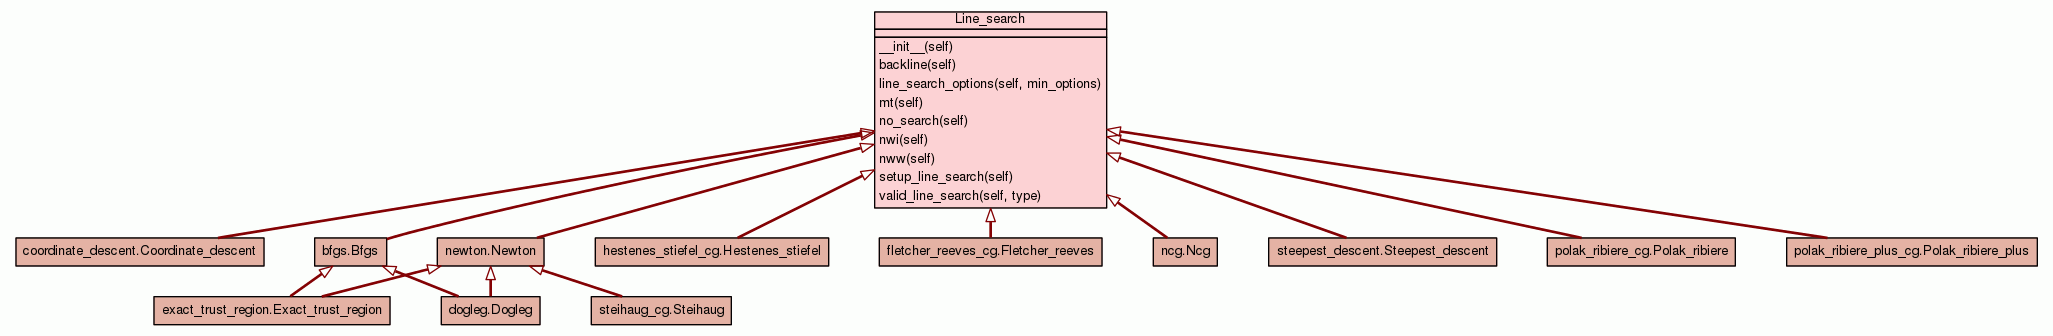 Line_search
__init__(self)
backline(self)
line_search_options(self, min_options)
mt(self)
no_search(self)
nwi(self)
nww(self)
setup_line_search(self)
valid_line_search(self, type)
coordinate_descent.Coordinate_descent
bfgs.Bfgs
newton.Newton
hestenes_stiefel_cg.Hestenes_stiefel
fletcher_reeves_cg.Fletcher_reeves
ncg.Ncg
steepest_descent.Steepest_descent
polak_ribiere_cg.Polak_ribiere
polak_ribiere_plus_cg.Polak_ribiere_plus
exact_trust_region.Exact_trust_region
dogleg.Dogleg
steihaug_cg.Steihaug